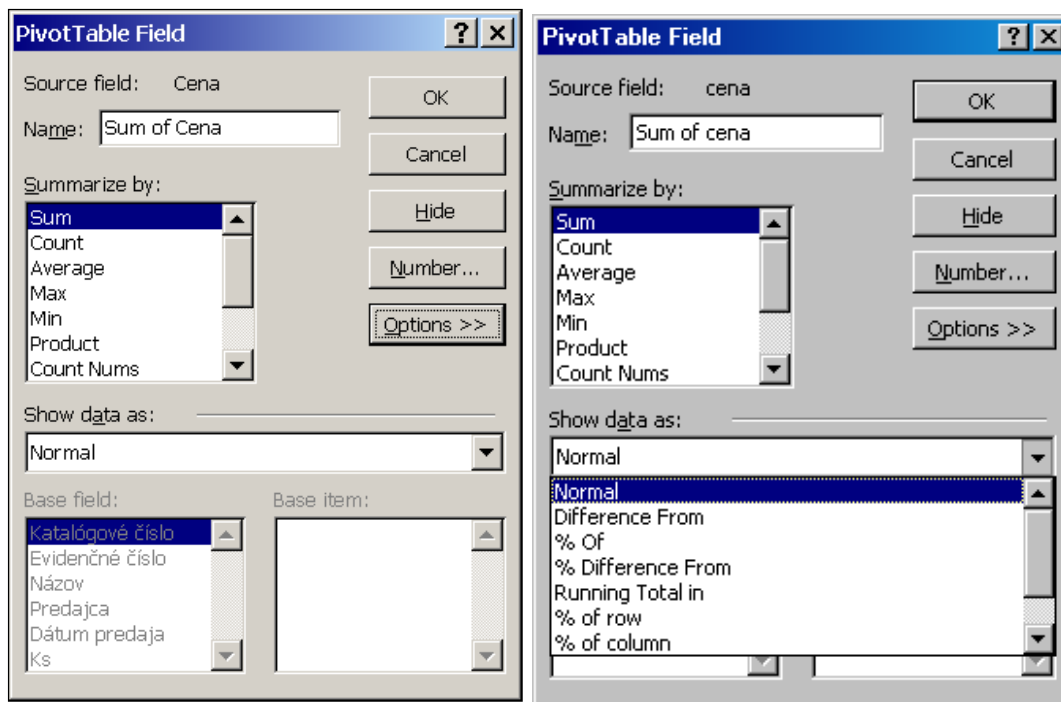 PivotTable Field
Source field: Cena
OK
Name: Sum of Cena
Cancel
Summarize by:
Hide
Sum
Count
Average
Number...
Max
Min
Options >>
Product
Count Nums
Show data as:
Normal
Base field: Base item:
Katalógové číslo
Evidenčné číslo
Názov
Predajca
Dátum predaja
Ks
PivotTable Field
Source field: cena
OK
Name: Sum of cena
Cancel
Summarize by:
Hide
Sum
Count
Average
Number...
Max
Min
Options >>
Product
Count Nums
Show data as:
Normal
Normal
Difference From
% Of
% Difference From
Running Total in
% of row
% of column